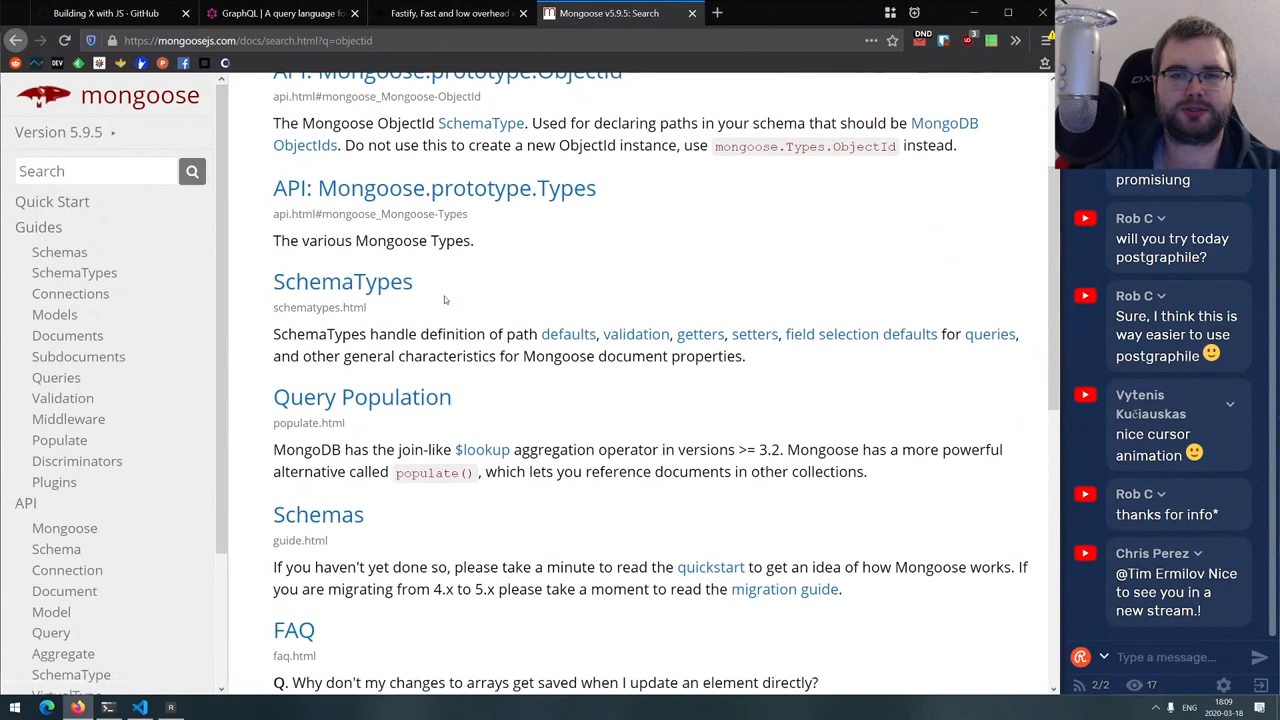 Building X with JS · GitHub
GraphQL | A query language fo
Fastify, Fast and low overhead w
Mongoose v5.9.5: Search
https://mongoosejs.com/docs/search.html?q=objectid
DND
3
DEV
mongoose
Version 5.9.5
Search
Quick Start
Guides
Schemas
SchemaTypes
Connections
Models
Documents
Subdocuments
Queries
Validation
Middleware
Populate
Discriminators
Plugins
API
Mongoose
Schema
Connection
Document
Model
Query
Aggregate
SchemaType
VirtualType
API: Mongoose.prototype.ObjectId
api.html#mongoose_Mongoose-ObjectId
The Mongoose ObjectId SchemaType. Used for declaring paths in your schema that should be MongoDB
ObjectIds. Do not use this to create a new ObjectId instance, use mongoose.Types.ObjectId instead.
API: Mongoose.prototype.Types
api.html#mongoose_Mongoose-Types
The various Mongoose Types.
SchemaTypes
schematypes.html
SchemaTypes handle definition of path defaults, validation, getters, setters, field selection defaults for queries,
and other general characteristics for Mongoose document properties.
Query Population
populate.html
MongoDB has the join-like $lookup aggregation operator in versions >= 3.2. Mongoose has a more powerful
alternative called populate(), which lets you reference documents in other collections.
Schemas
guide.html
If you haven't yet done so, please take a minute to read the quickstart to get an idea of how Mongoose works. If
you are migrating from 4.x to 5.x please take a moment to read the migration guide.
FAQ
faq.html
Q. Why don't my changes to arrays get saved when I update an element directly?
promisiung
Rob C
will you try today
postgraphile?
Rob C
Sure, I think this is
way easier to use
postgraphile
Vytenis
Kučiauskas
nice cursor
animation
Rob C
thanks for info*
Chris Perez
@Tim Ermilov Nice
to see you in a
new stream.!
Type a message...
2/2
17
ENG
18:09
2020-03-18